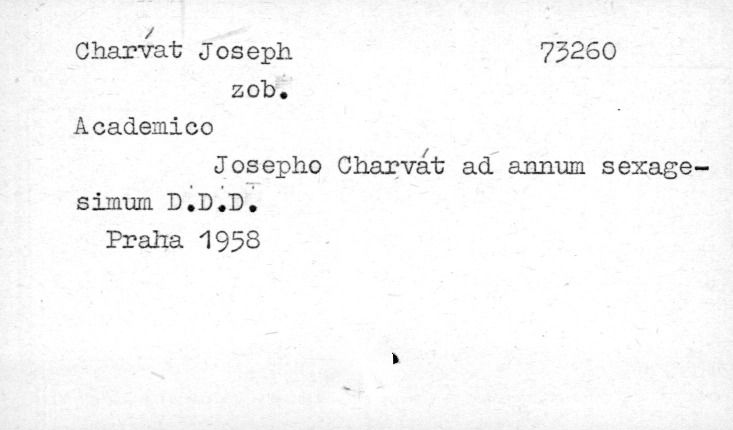 Charvát Joseph 73260
zob.
Academico
Josepho Charvát ad annum sexage-
simum D.D.D.
Praha 1958